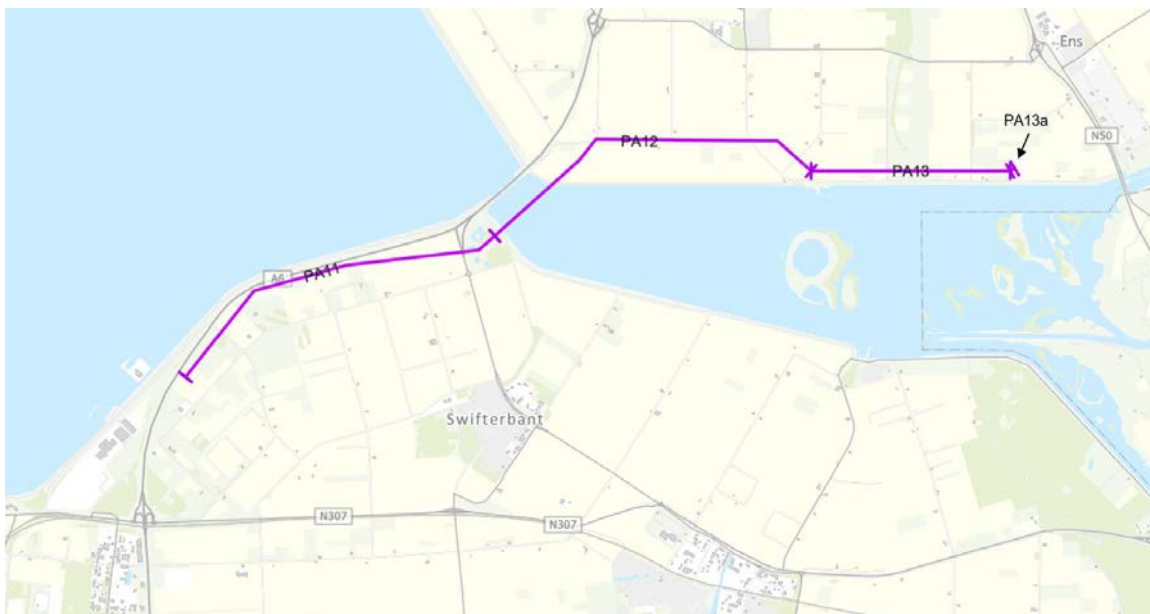 Ens
PA13a
N50
PA12
PA13
A6
PA11
Swifterbant
N307
N307